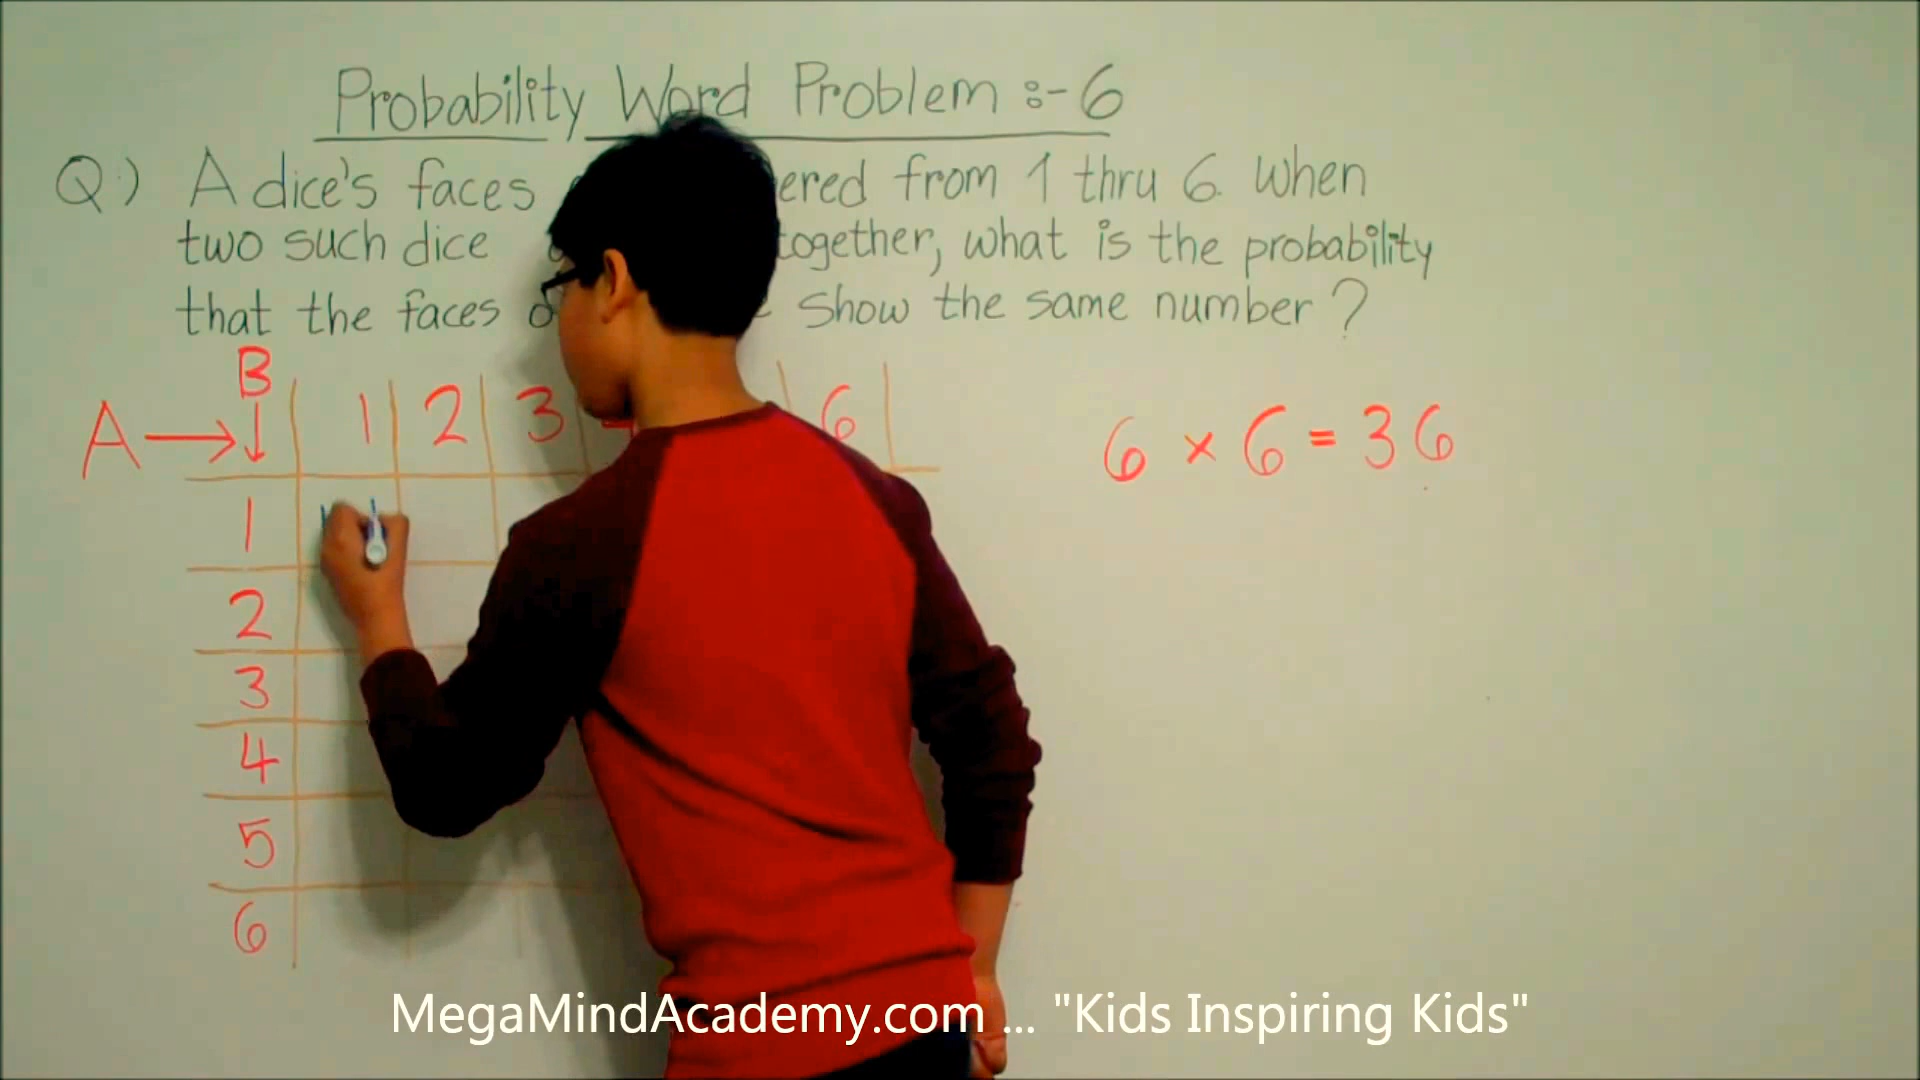 Probability Word Problem :- 6
Q.) A dice's faces ered from 1 thru 6. When
two such dice together, what is the probability
that the faces show the same number?
B
A → ↓ 1 2 3 6
6 × 6 = 36
1
2
3
4
5
6
MegaMindAcademy.com ... "Kids Inspiring Kids"